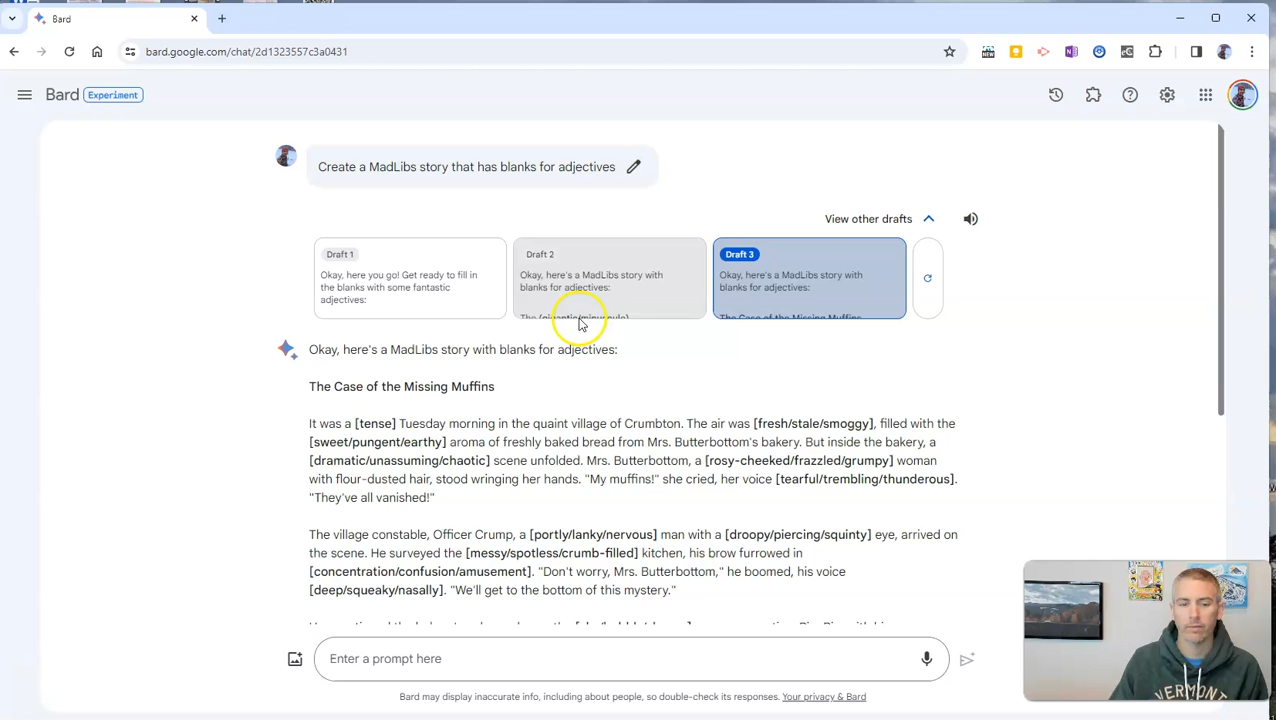 Bard
bard.google.com/chat/2d1323557c3a0431
Bard Experiment
Create a MadLibs story that has blanks for adjectives
View other drafts
Draft 1
Okay, here you go! Get ready to fill in
the blanks with some fantastic
adjectives:
Draft 2
Okay, here's a MadLibs story with
blanks for adjectives:
The (gigantic/minuscule)
Draft 3
Okay, here's a MadLibs story with
blanks for adjectives:
The Case of the Missing Muffins
Okay, here's a MadLibs story with blanks for adjectives:
The Case of the Missing Muffins
It was a [tense] Tuesday morning in the quaint village of Crumbton. The air was [fresh/stale/smoggy], filled with the
[sweet/pungent/earthy] aroma of freshly baked bread from Mrs. Butterbottom's bakery. But inside the bakery, a
[dramatic/unassuming/chaotic] scene unfolded. Mrs. Butterbottom, a [rosy-cheeked/frazzled/grumpy] woman
with flour-dusted hair, stood wringing her hands. "My muffins!" she cried, her voice [tearful/trembling/thunderous].
"They've all vanished!"
The village constable, Officer Crump, a [portly/lanky/nervous] man with a [droopy/piercing/squinty] eye, arrived on
the scene. He surveyed the [messy/spotless/crumb-filled] kitchen, his brow furrowed in
[concentration/confusion/amusement]. "Don't worry, Mrs. Butterbottom," he boomed, his voice
[deep/squeaky/nasally]. "We'll get to the bottom of this mystery."
Enter a prompt here
Bard may display inaccurate info, including about people, so double-check its responses. Your privacy & Bard
VERMONT